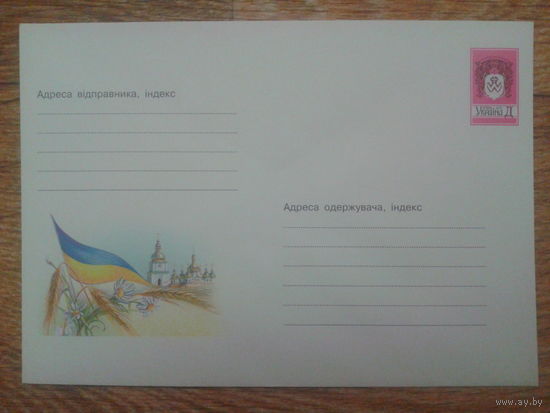 Адреса відправника, індекс
Україна Д
Адреса одержувача, індекс
www.ay.by